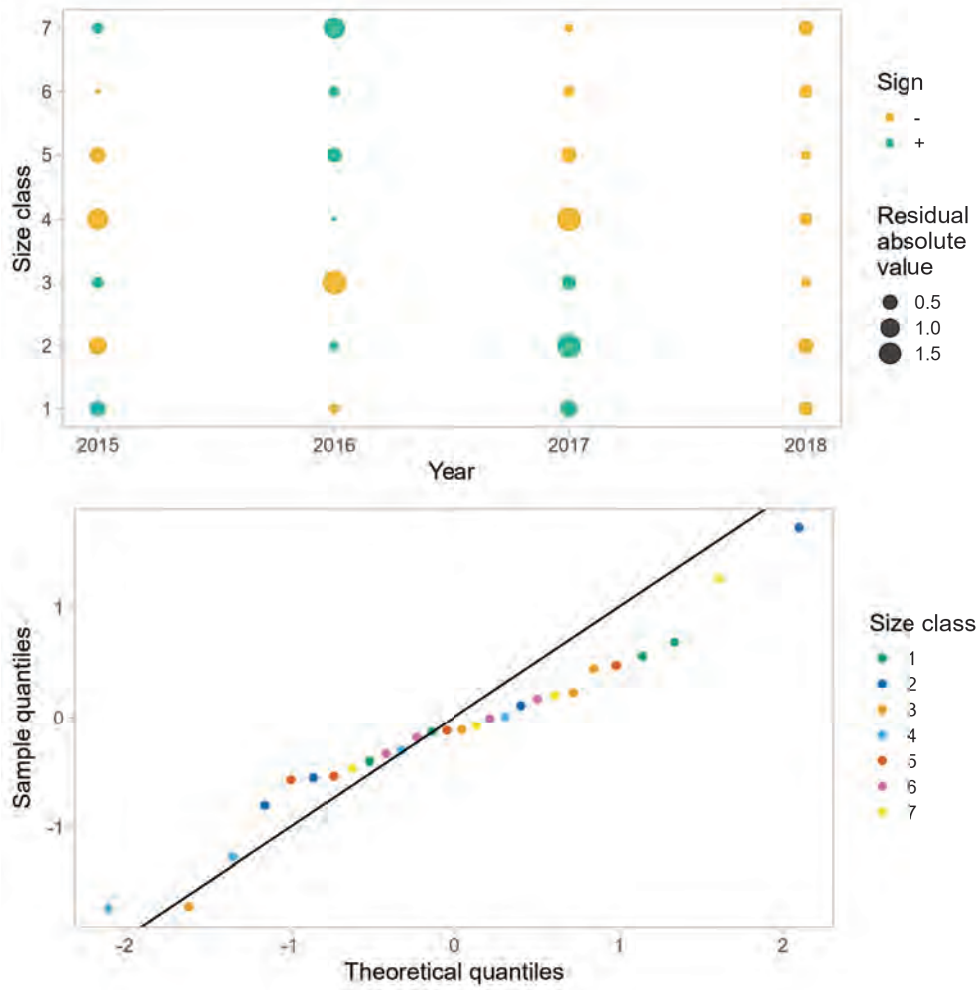 7
6
5
4
3
2
1
Size class
2015 2016 2017 2018
Year
Sign
-
+
Residual
absolute
value
0.5
1.0
1.5
1
0
-1
Sample quantiles
-2 -1 0 1 2
Theoretical quantiles
Size class
1
2
3
4
5
6
7